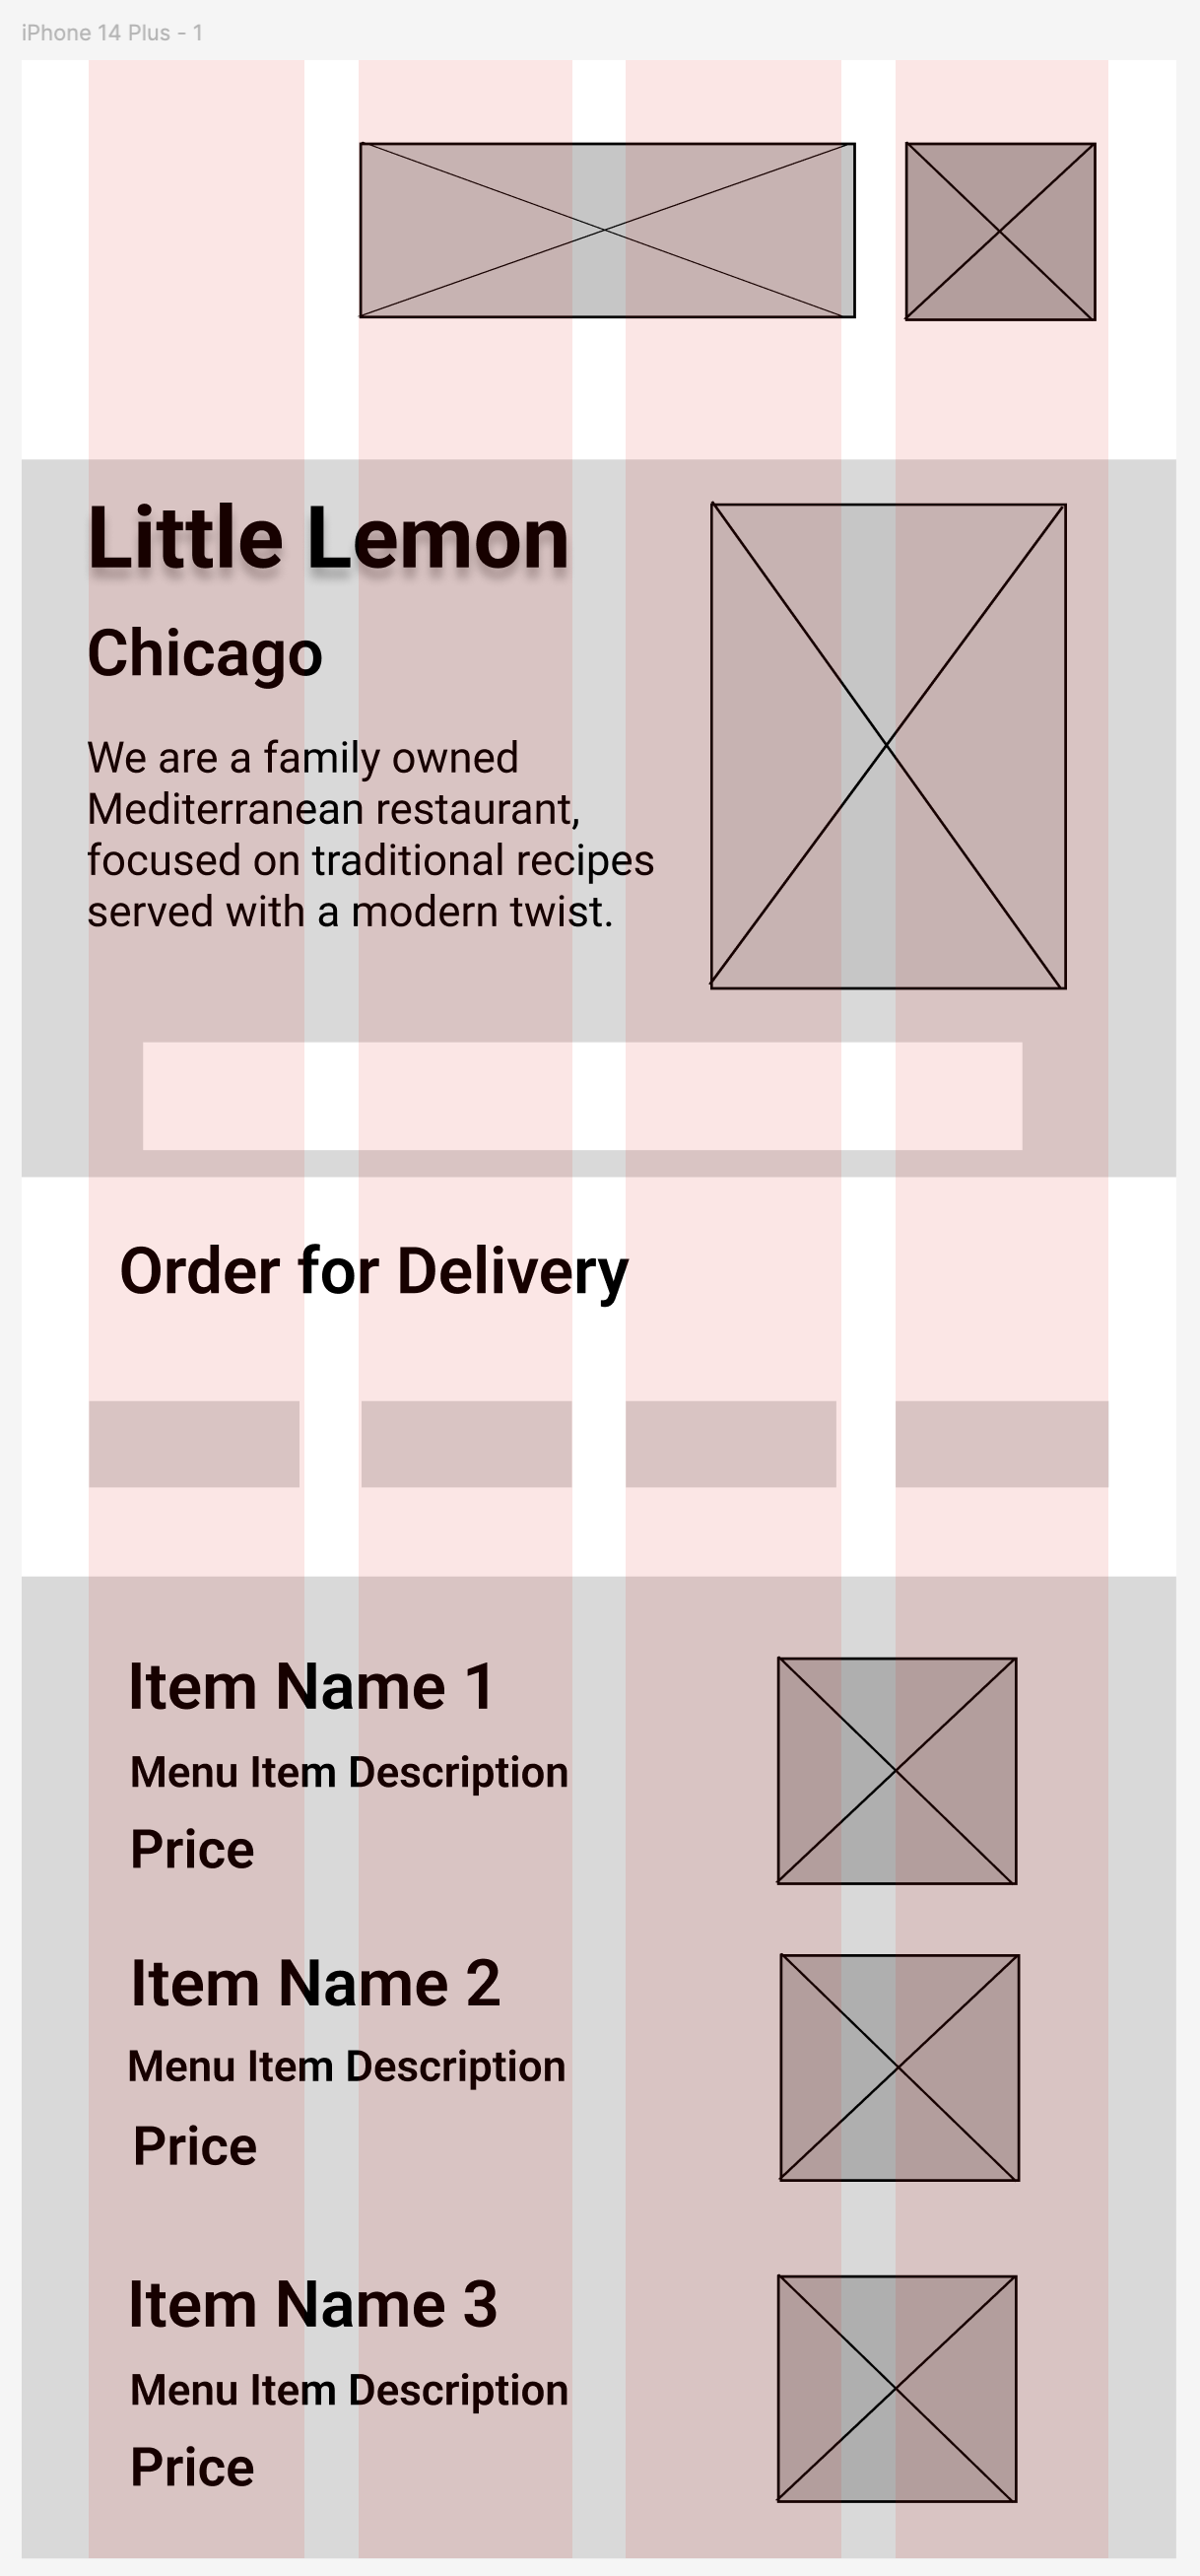 iPhone 14 Plus - 1
Little Lemon
Chicago
We are a family owned
Mediterranean restaurant,
focused on traditional recipes
served with a modern twist.
Order for Delivery
Item Name 1
Menu Item Description
Price
Item Name 2
Menu Item Description
Price
Item Name 3
Menu Item Description
Price